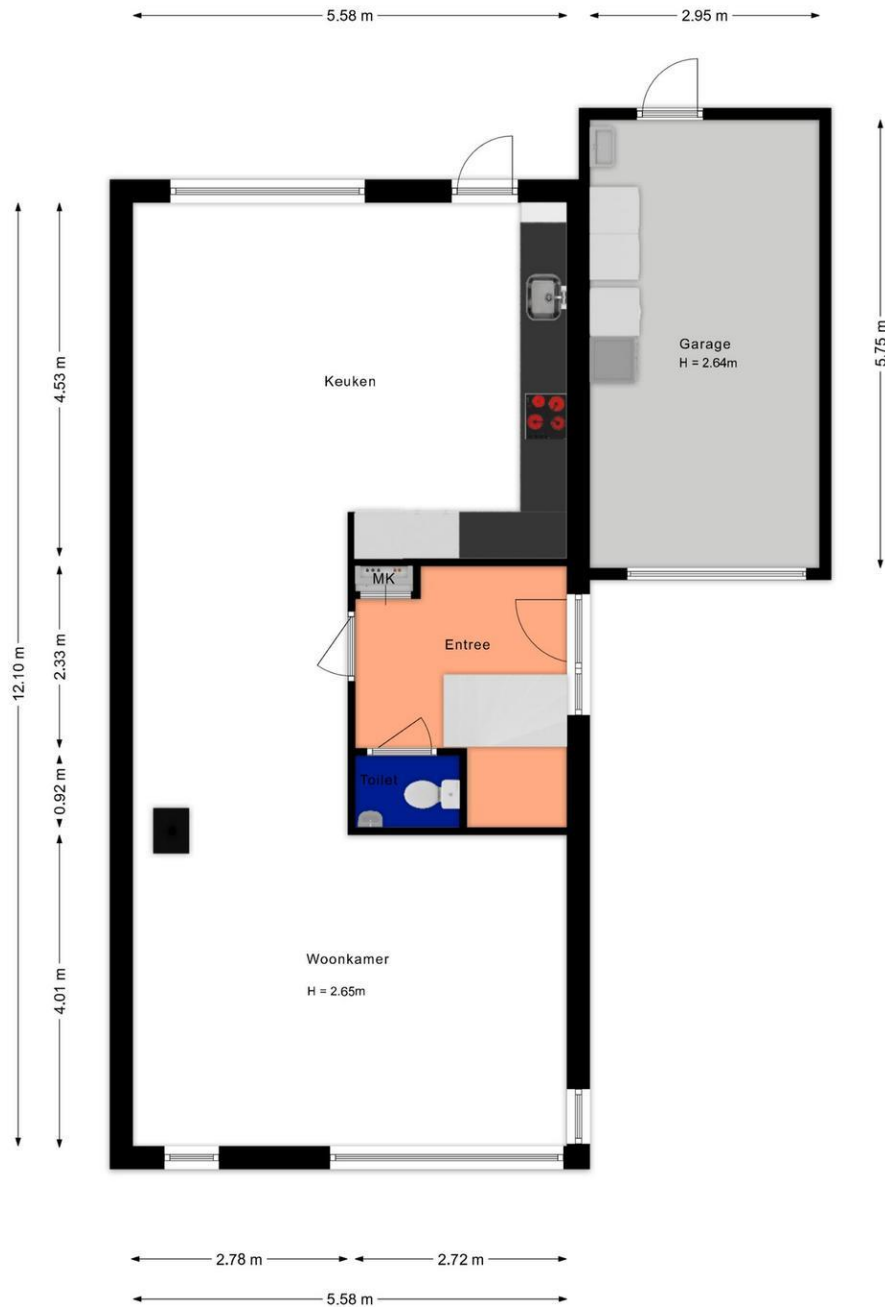 5.58 m
2.95 m
4.53 m
2.33 m
0.92 m
4.01 m
12.10 m
5.75 m
Keuken
Garage
H = 2.64m
MK
Entree
Toilet
Woonkamer
H = 2.65m
2.78 m
2.72 m
5.58 m